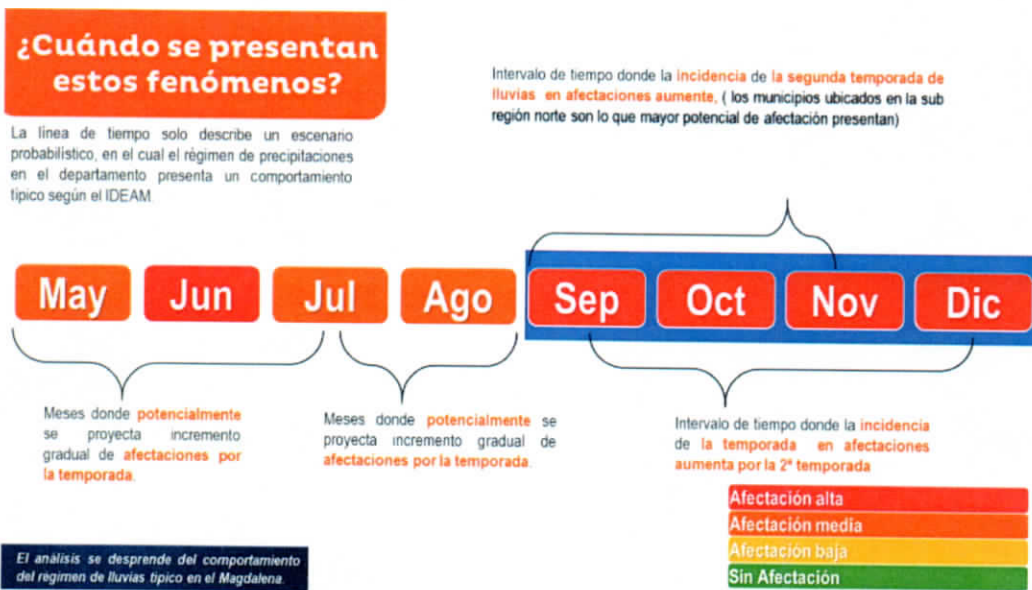 ¿Cuándo se presentan
estos fenómenos?
La línea de tiempo solo describe un escenario
probabilístico, en el cual el régimen de precipitaciones
en el departamento presenta un comportamiento
típico según el IDEAM
Intervalo de tiempo donde la incidencia de la segunda temporada de
lluvias en afectaciones aumente, ( los municipios ubicados en la sub
región norte son lo que mayor potencial de afectación presentan)
May Jun Jul Ago Sep Oct Nov Dic
Meses donde potencialmente
se proyecta incremento
gradual de afectaciones por
la temporada.
Meses donde potencialmente se
proyecta incremento gradual de
afectaciones por la temporada.
Intervalo de tiempo donde la incidencia
de la temporada en afectaciones
aumenta por la 2ª temporada
Afectación alta
Afectación media
Afectación baja
Sin Afectación
El análisis se desprende del comportamiento
del régimen de lluvias típico en el Magdalena.